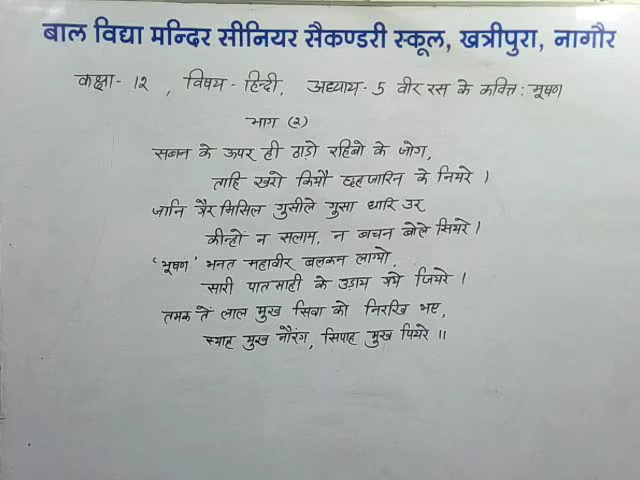 बाल विद्या मन्दिर सीनियर सैकण्डरी स्कूल, खत्रीपुरा, नागौर
कक्षा - 12 , विषय - हिन्दी, अध्याय - 5 वीर रस के कवित्त : भूषण
भाग (२)
सबन के ऊपर ही ठाड़ो रहिबो के जोग,
ताहि खरो कियौ छहजारिन के नियरे ।
जानि गैर मिसिल गुसीले गुसा धारि उर
कीन्हों न सलाम, न बचन बोले सियरे ।
'भूषण' भनत महावीर बलकन लाग्यो,
सारी पातसाही के उड़ाय गये जियरे ।
तमक तें लाल मुख सिवा को निरखि भए,
स्याह मुख नौरंग, सिपाह मुख पियरे ॥